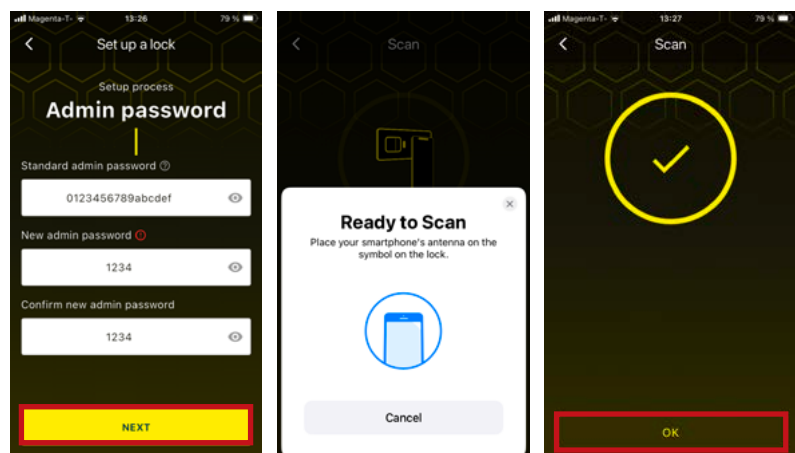 Magenta-T- 13:26 79 %
Set up a lock
Setup process
Admin password
Standard admin password ?
0123456789abcdef
New admin password !
1234
Confirm new admin password
1234
NEXT
Scan
Ready to Scan
Place your smartphone's antenna on the
symbol on the lock.
Cancel
Magenta-T- 13:27 79 %
Scan
OK